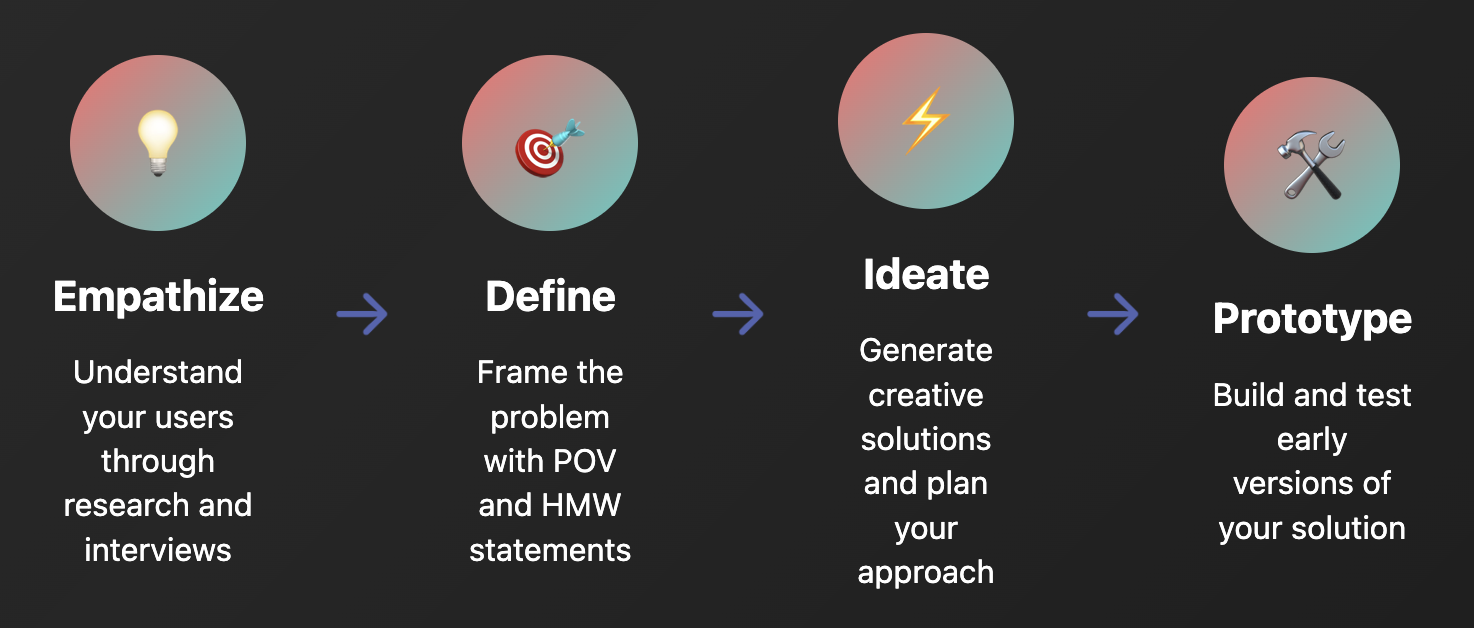 Empathize
Understand
your users
through
research and
interviews
Define
Frame the
problem
with POV
and HMW
statements
Ideate
Generate
creative
solutions
and plan
your
approach
Prototype
Build and test
early
versions of
your solution